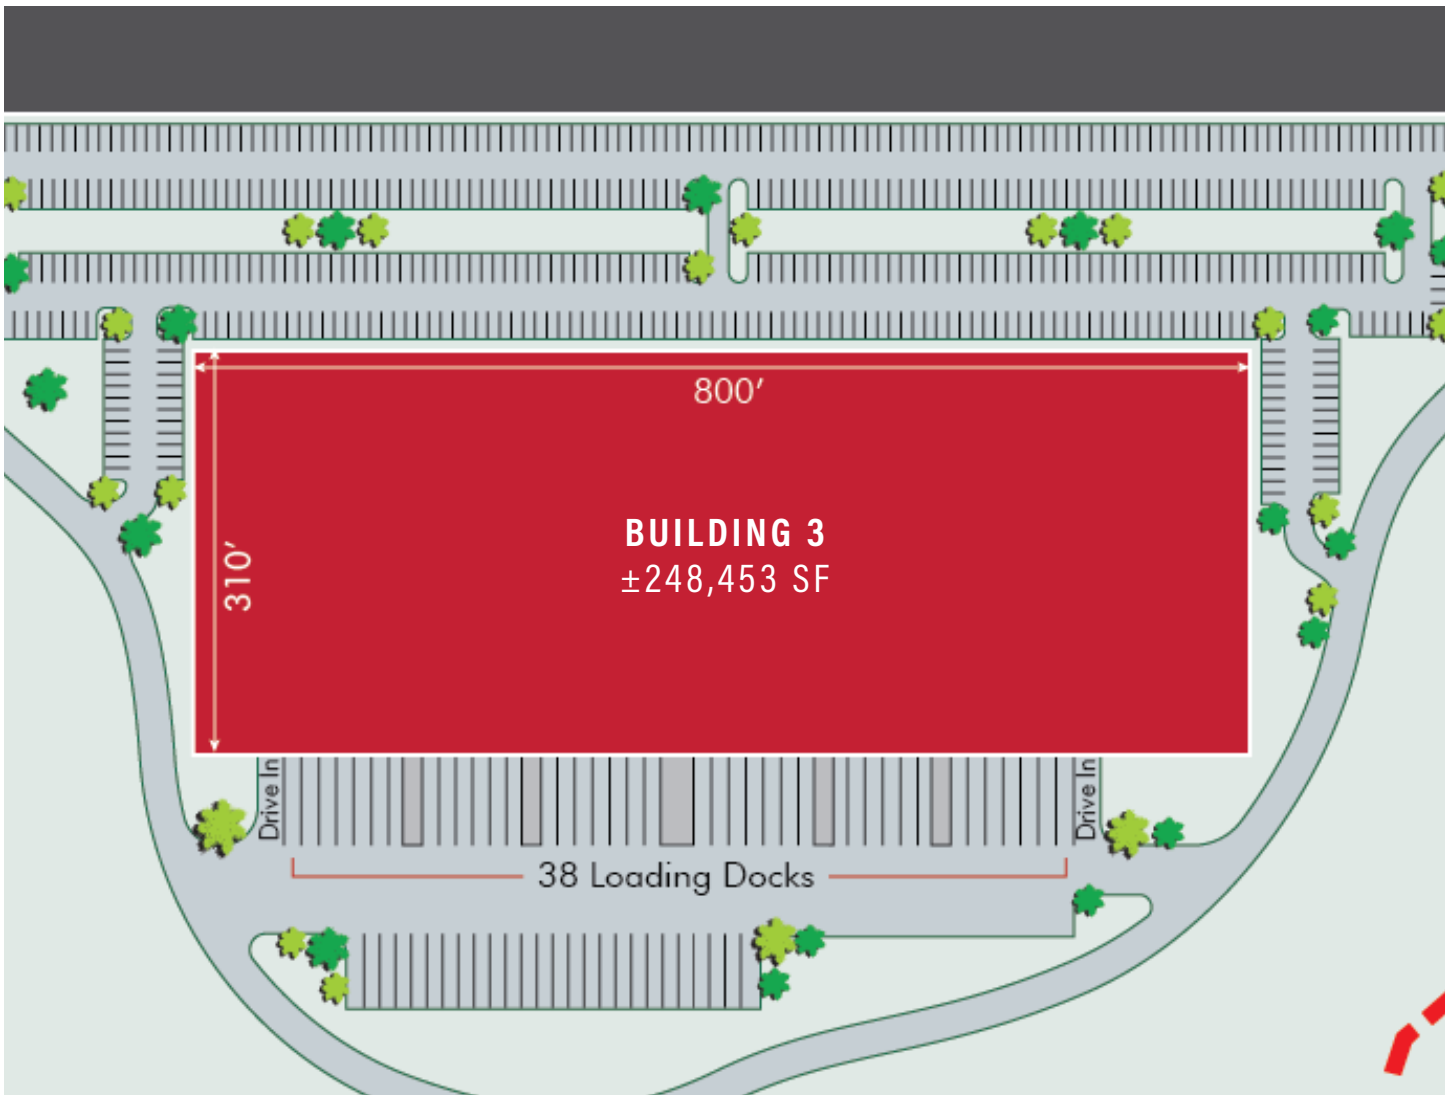 800′
BUILDING 3
±248,453 SF
310′
Drive In
Drive In
38 Loading Docks